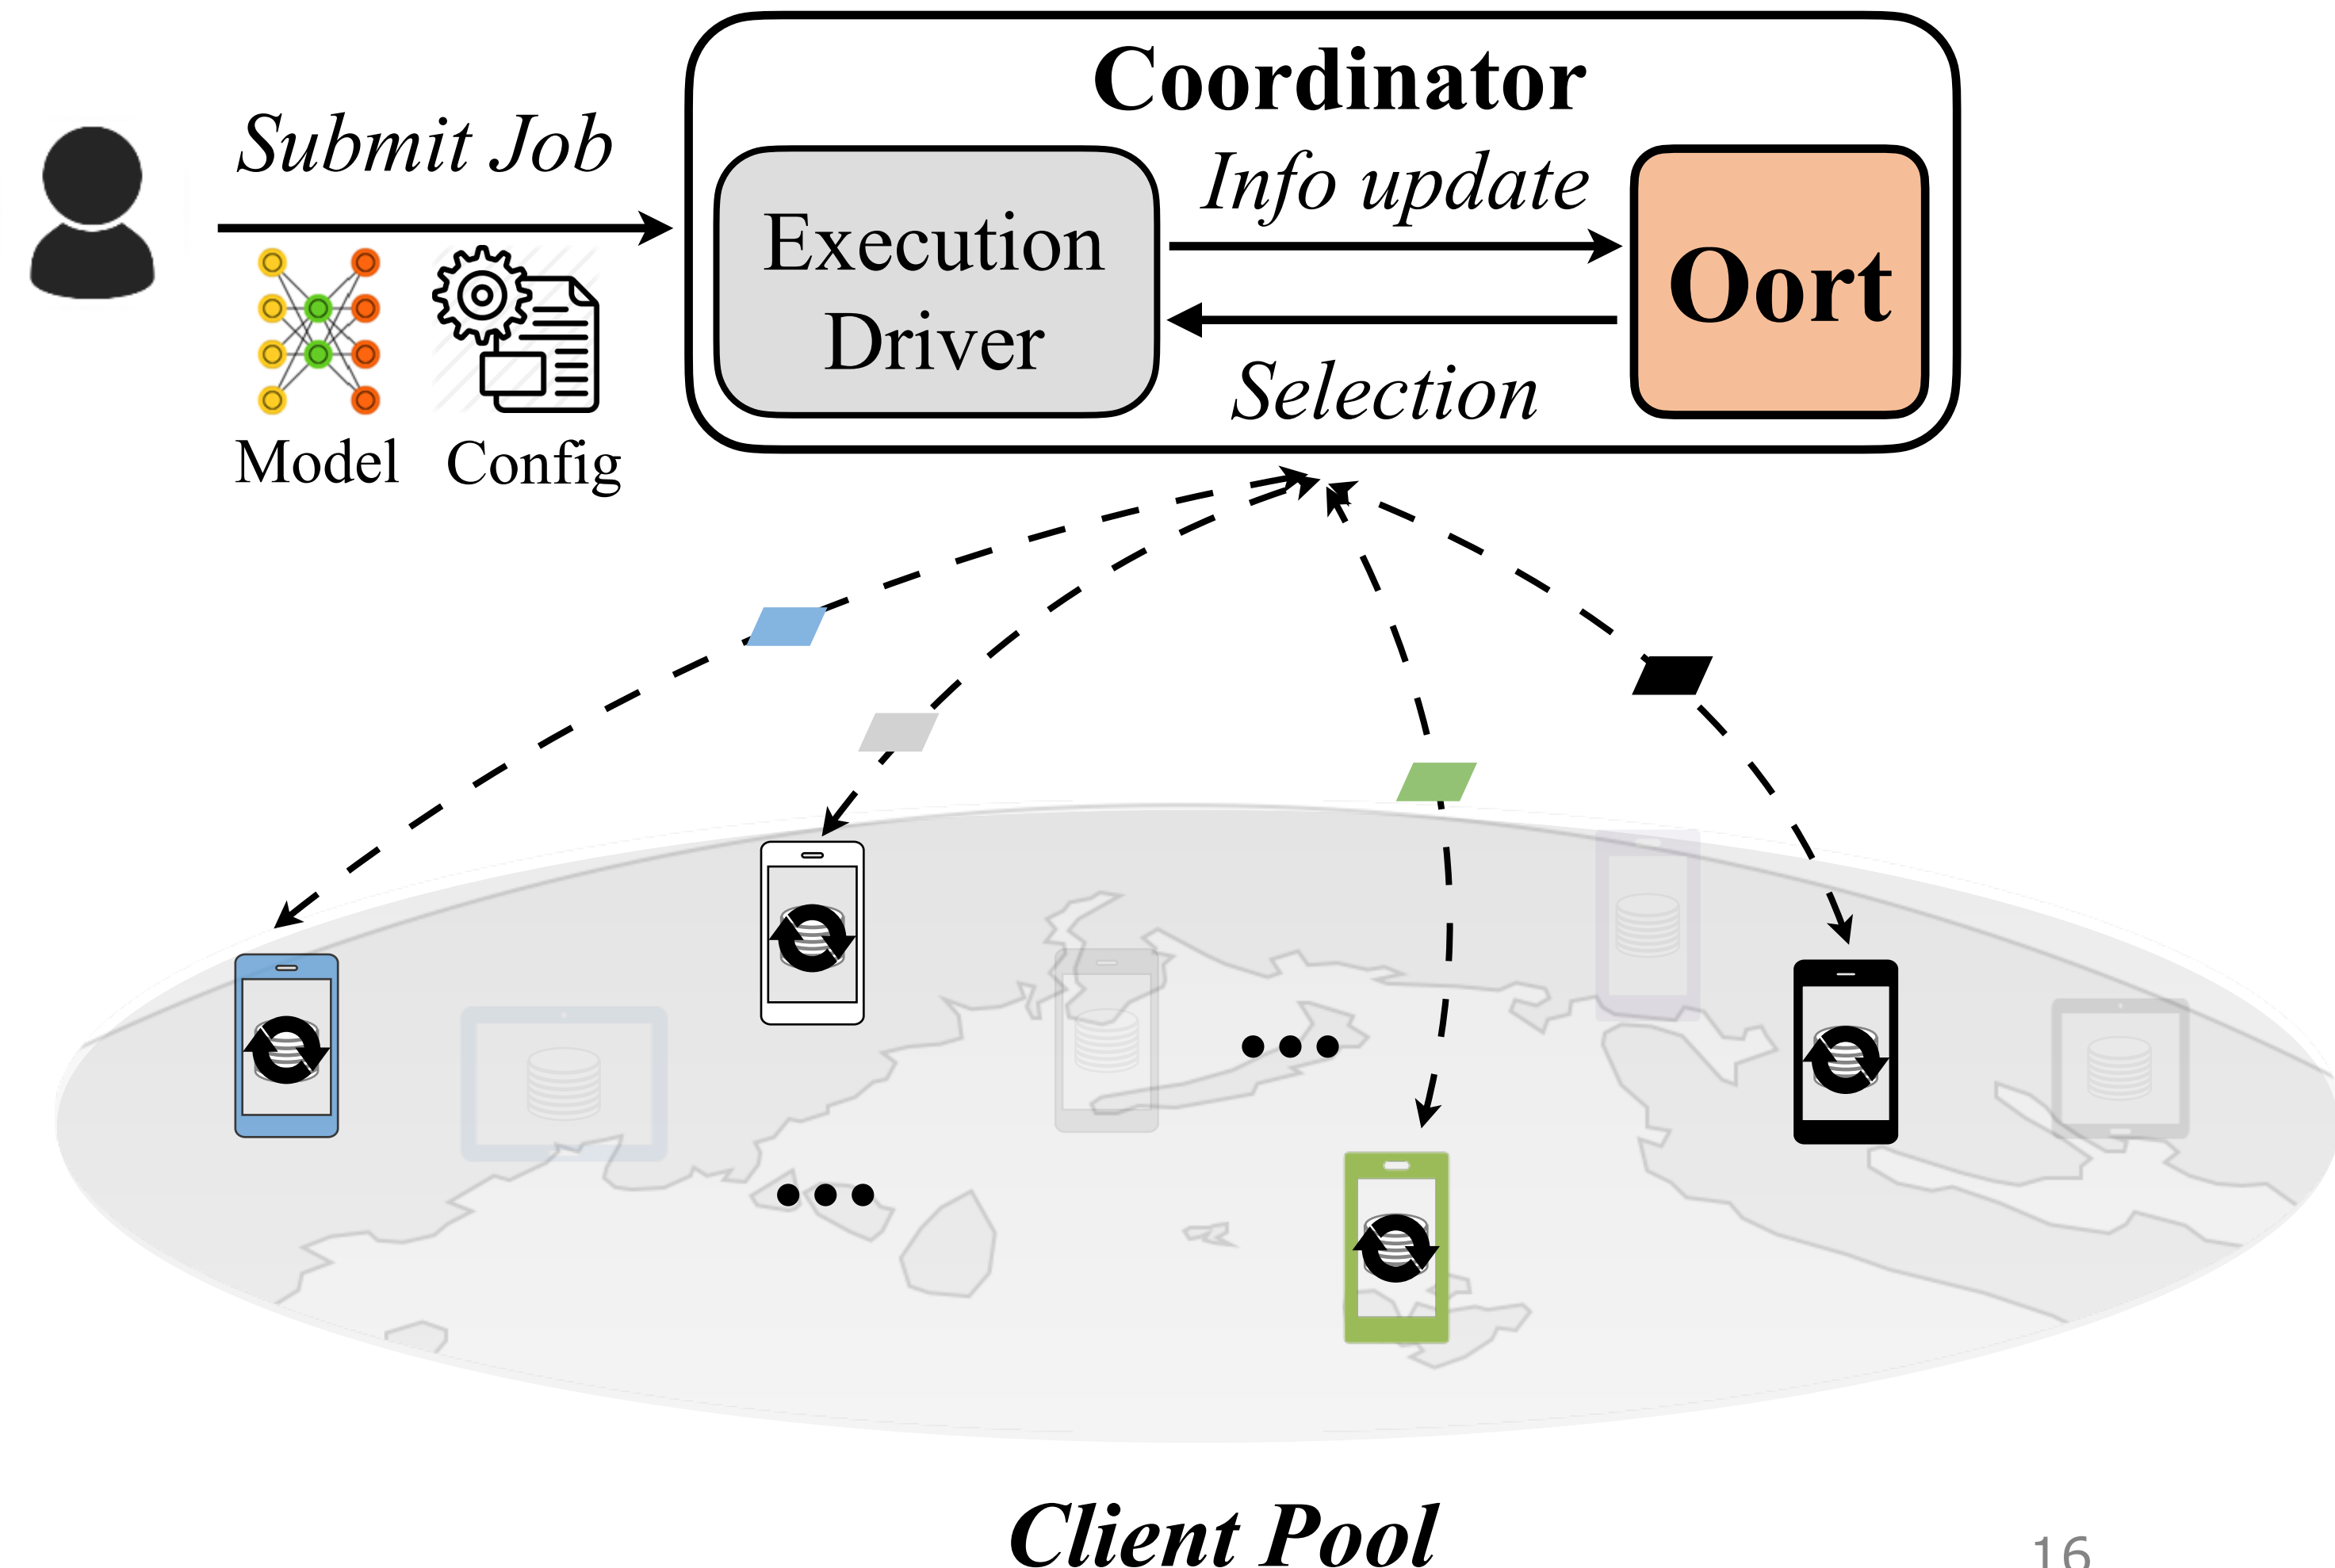 Coordinator
Submit Job
Info update
Execution
Driver
Oort
Selection
Model
Config
Client Pool
16